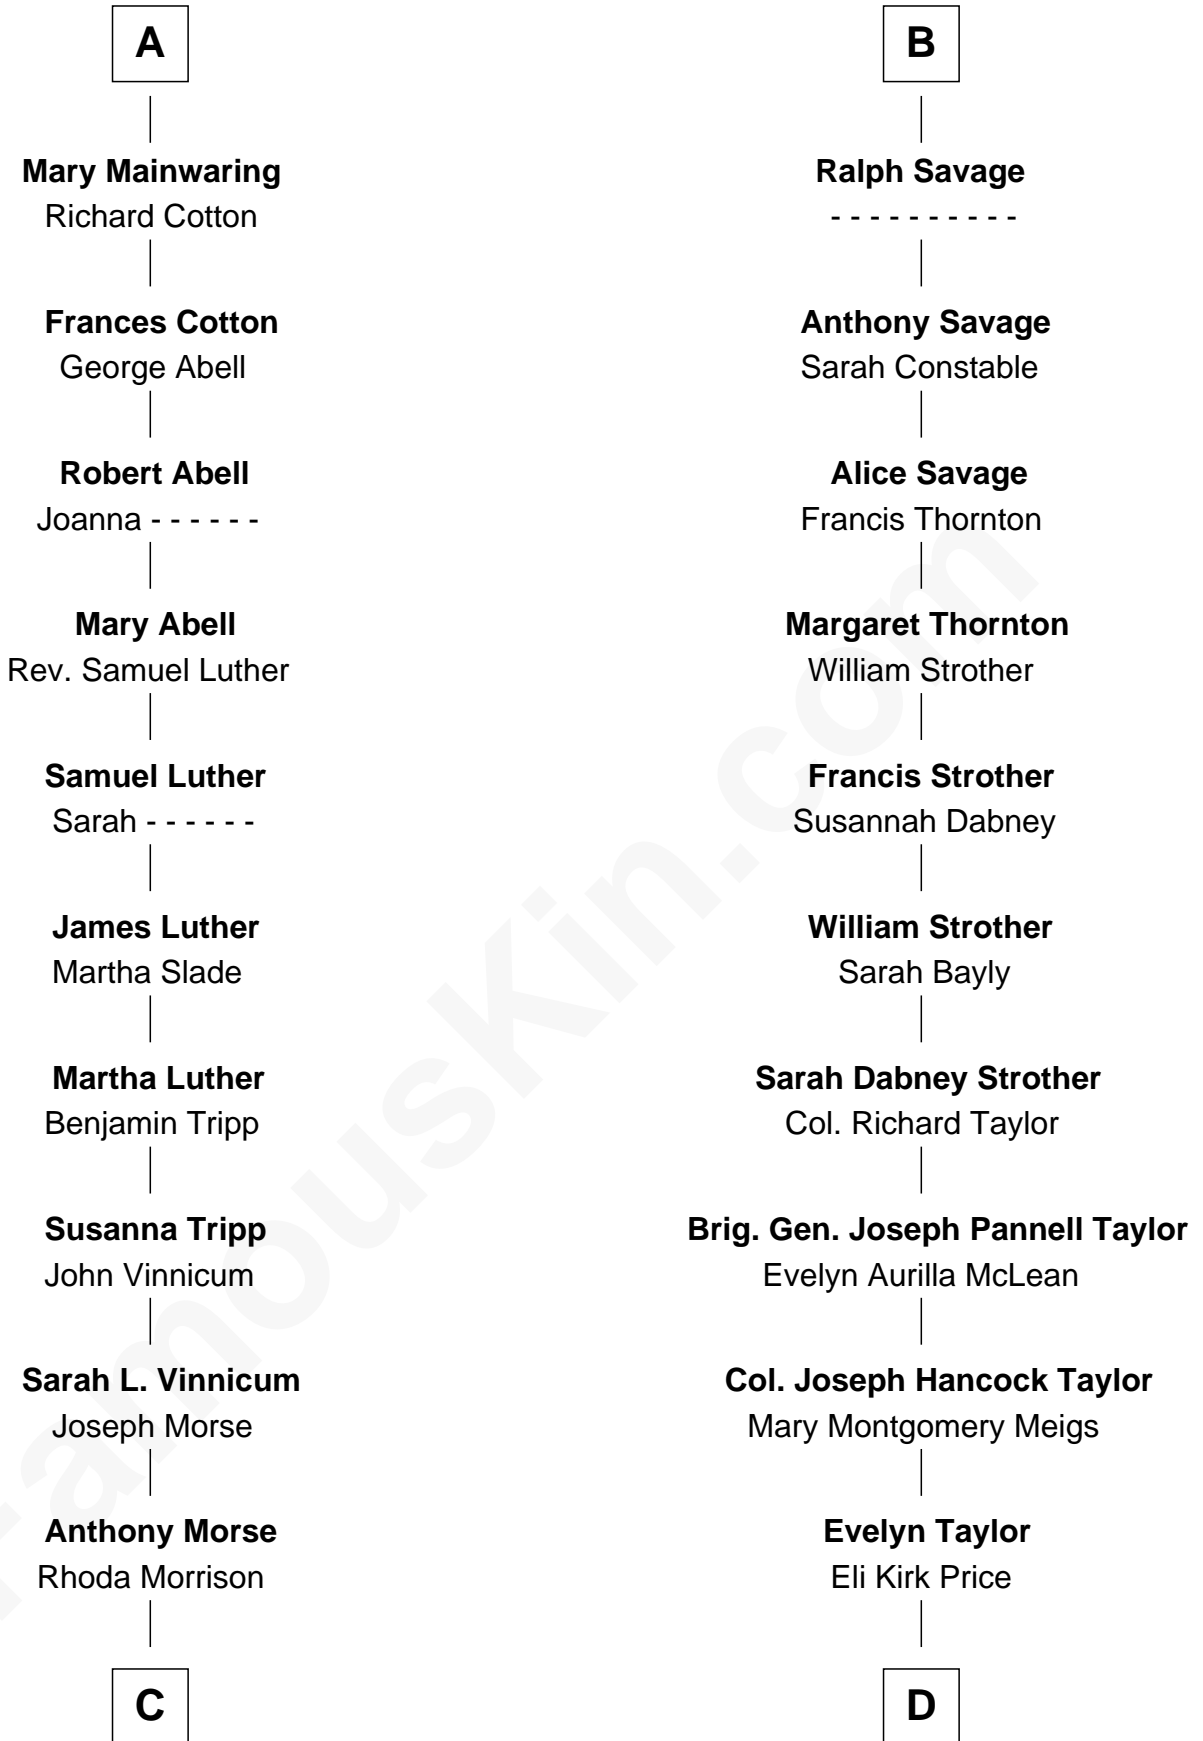 A
Mary Mainwaring
Richard Cotton
Frances Cotton
George Abell
Robert Abell
Joanna - - - - - -
Mary Abell
Rev. Samuel Luther
Samuel Luther
Sarah - - - - - -
James Luther
Martha Slade
Martha Luther
Benjamin Tripp
Susanna Tripp
John Vinnicum
Sarah L. Vinnicum
Joseph Morse
Anthony Morse
Rhoda Morrison
C
B
Ralph Savage
- - - - - - - - - -
Anthony Savage
Sarah Constable
Alice Savage
Francis Thornton
Margaret Thornton
William Strother
Francis Strother
Susannah Dabney
William Strother
Sarah Bayly
Sarah Dabney Strother
Col. Richard Taylor
Brig. Gen. Joseph Pannell Taylor
Evelyn Aurilla McLean
Col. Joseph Hancock Taylor
Mary Montgomery Meigs
Evelyn Taylor
Eli Kirk Price
D
FamousKin.com